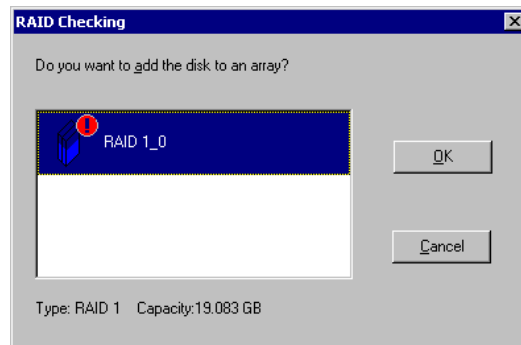 RAID Checking
Do you want to add the disk to an array?
RAID 1_0
OK
Cancel
Type: RAID 1 Capacity:19.083 GB